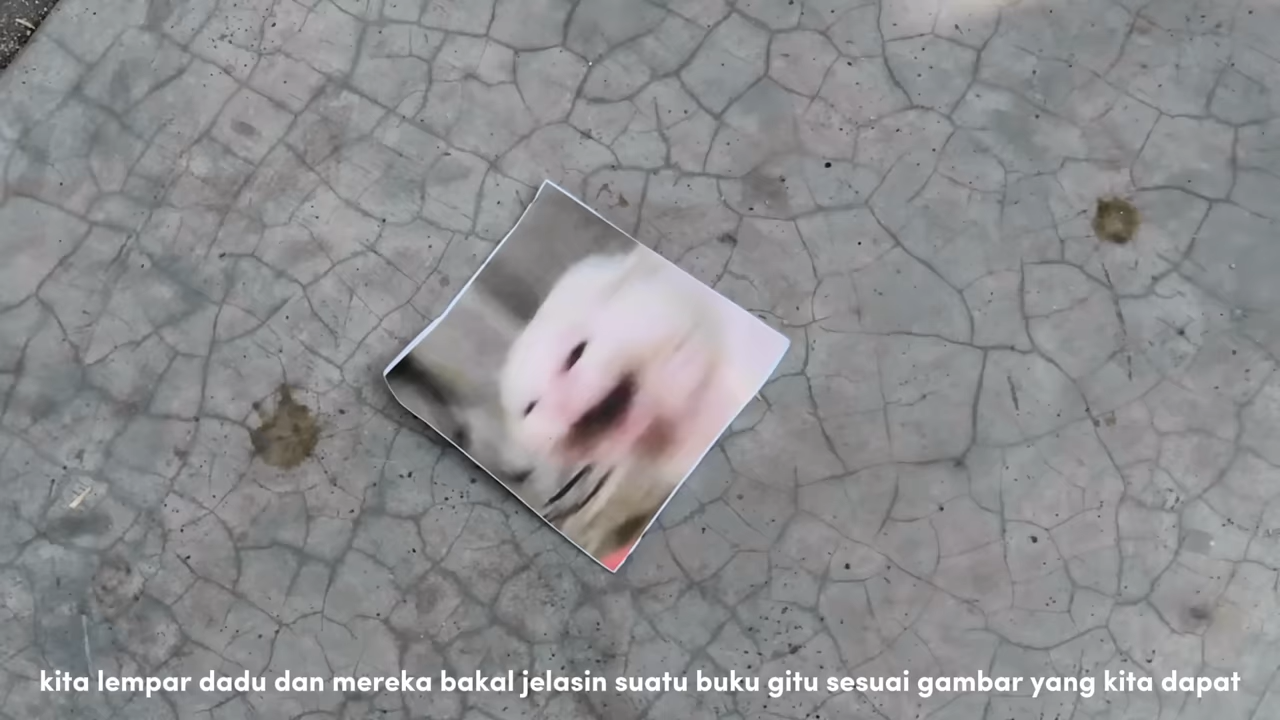 kita lempar dadu dan mereka bakal jelasin suatu buku gitu sesuai gambar yang kita dapat